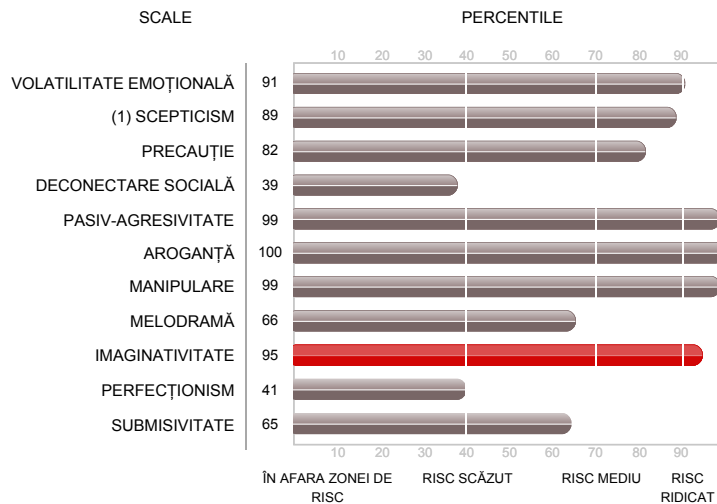 SCALE PERCENTILE
10 20 30 40 50 60 70 80 90
VOLATILITATE EMOȚIONALĂ 91
(1) SCEPTICISM 89
PRECAUȚIE 82
DECONECTARE SOCIALĂ 39
PASIV-AGRESIVITATE 99
AROGANȚĂ 100
MANIPULARE 99
MELODRAMĂ 66
IMAGINATIVITATE 95
PERFECȚIONISM 41
SUBMISIVITATE 65
10 20 30 40 50 60 70 80 90
ÎN AFARA ZONEI DE RISC SCĂZUT RISC MEDIU RISC
RISC RIDICAT